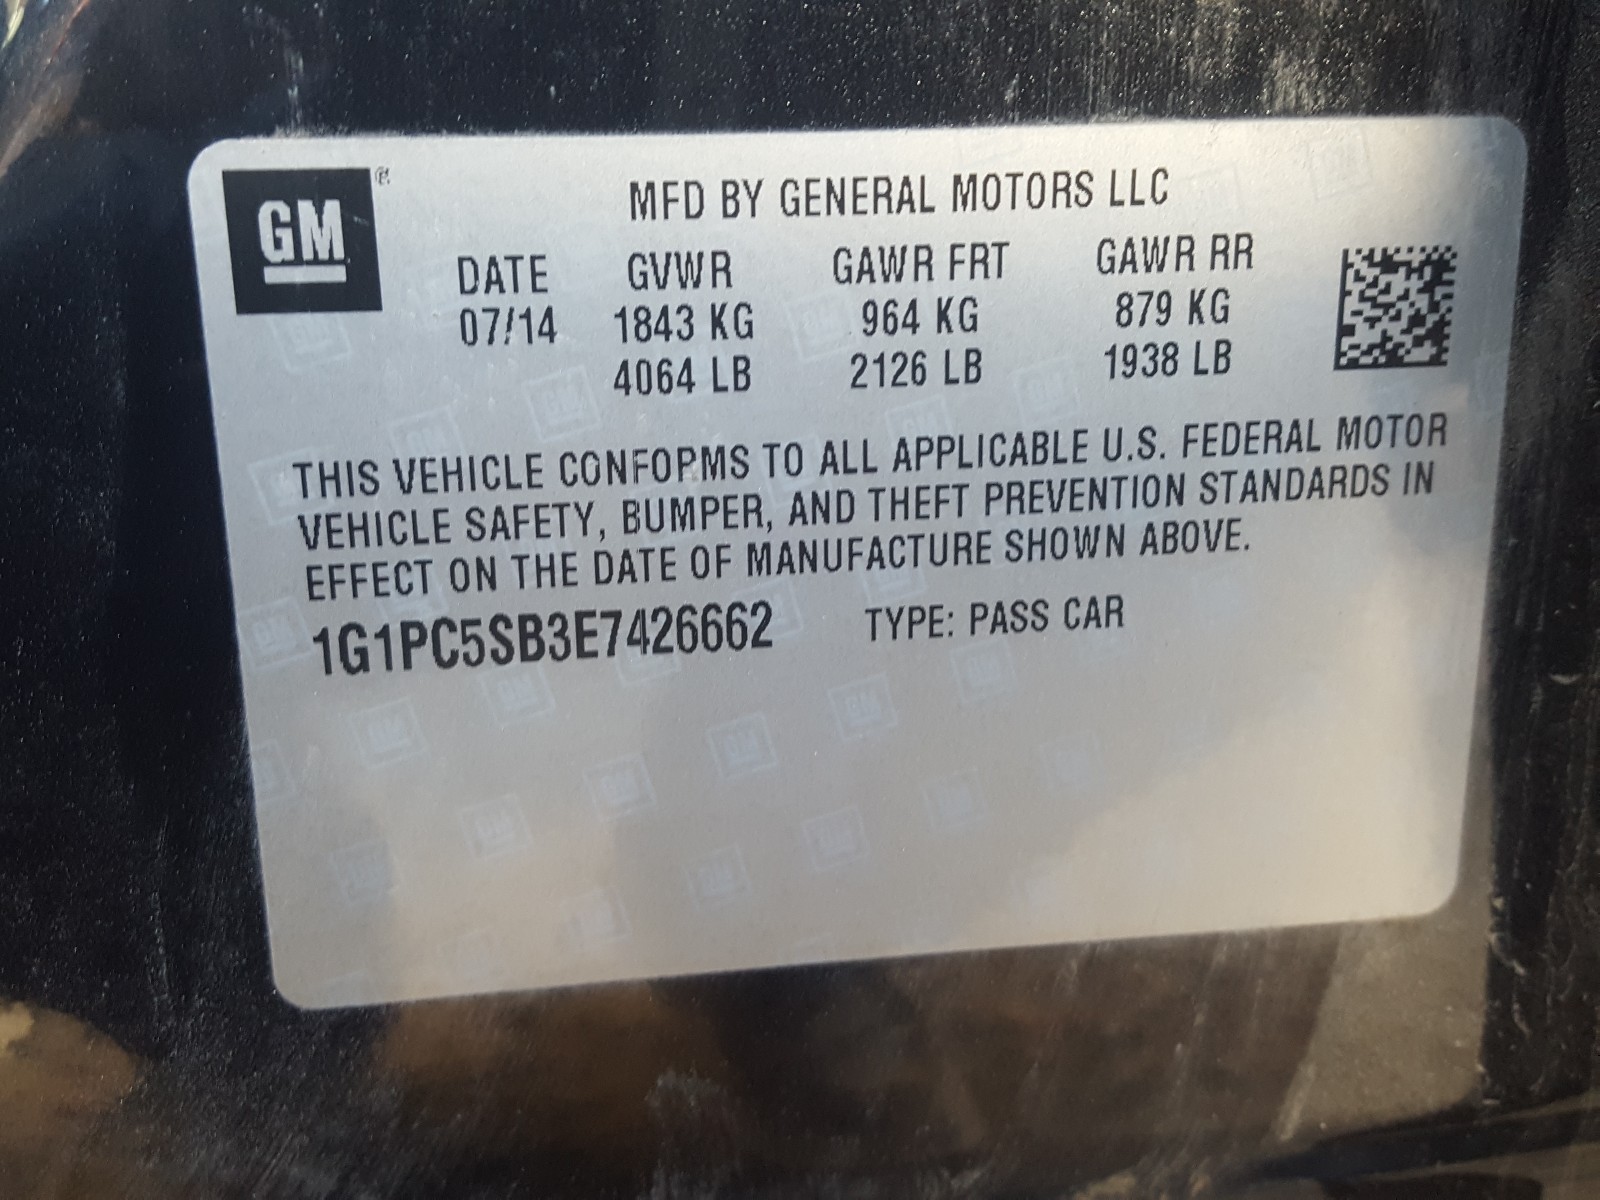 GM®
MFD BY GENERAL MOTORS LLC
DATE GVWR GAWR FRT GAWR RR
07/14 1843 KG 964 KG 879 KG
4064 LB 2126 LB 1938 LB
THIS VEHICLE CONFORMS TO ALL APPLICABLE U.S. FEDERAL MOTOR
VEHICLE SAFETY, BUMPER, AND THEFT PREVENTION STANDARDS IN
EFFECT ON THE DATE OF MANUFACTURE SHOWN ABOVE.
1G1PC5SB3E7426662 TYPE: PASS CAR